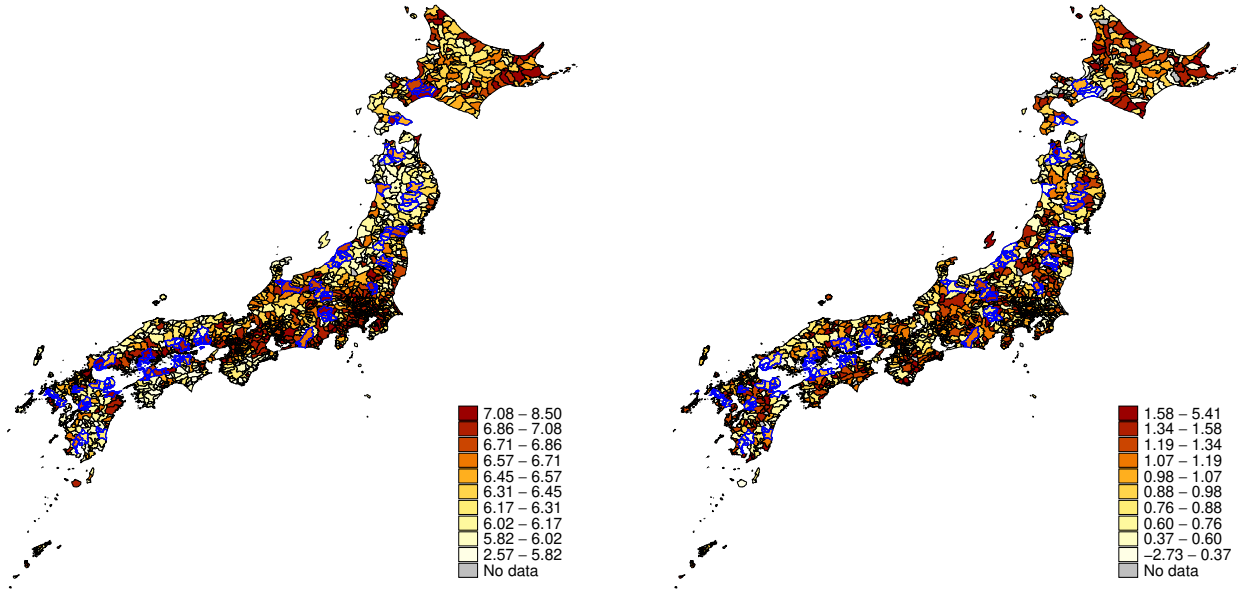 7.08 – 8.50
6.86 – 7.08
6.71 – 6.86
6.57 – 6.71
6.45 – 6.57
6.31 – 6.45
6.17 – 6.31
6.02 – 6.17
5.82 – 6.02
2.57 – 5.82
No data
1.58 – 5.41
1.34 – 1.58
1.19 – 1.34
1.07 – 1.19
0.98 – 1.07
0.88 – 0.98
0.76 – 0.88
0.60 – 0.76
0.37 – 0.60
−2.73 – 0.37
No data